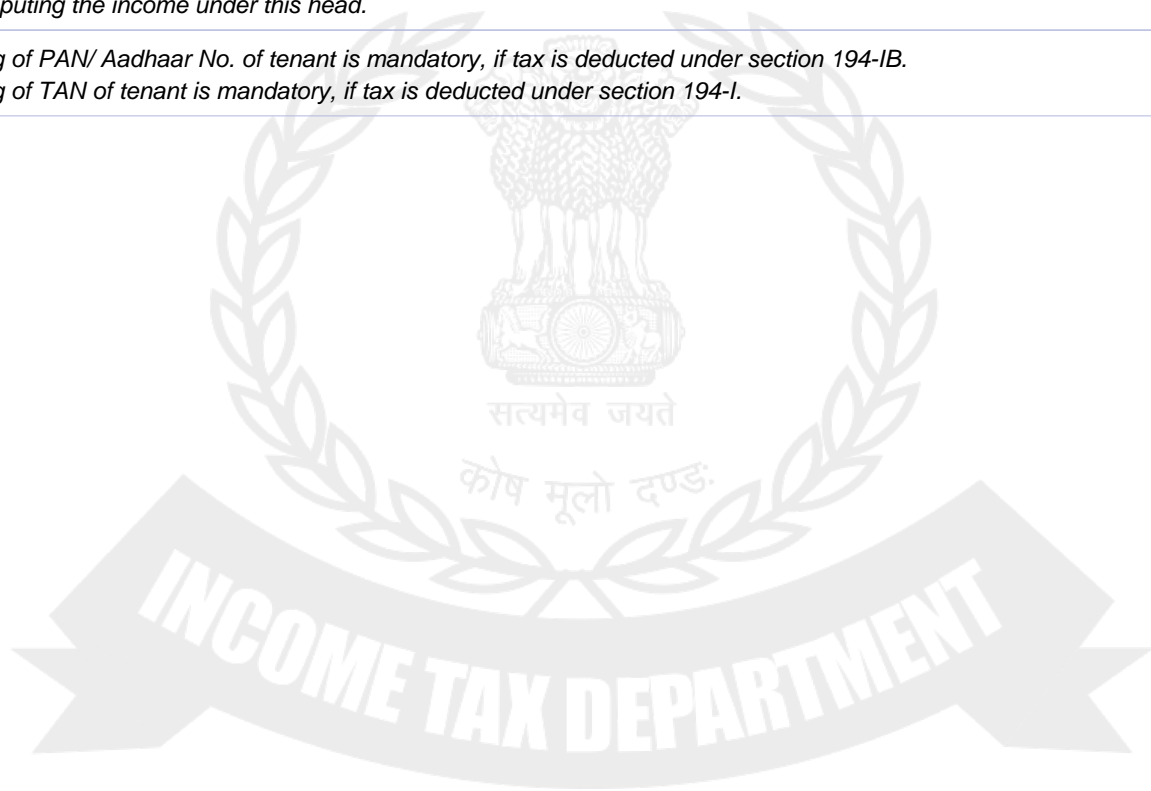 puting the income under this head.
g of PAN/ Aadhaar No. of tenant is mandatory, if tax is deducted under section 194-IB.
g of TAN of tenant is mandatory, if tax is deducted under section 194-I.
सत्यमेव जयते
कोष मूलो दण्डः
INCOME TAX DEPARTMENT